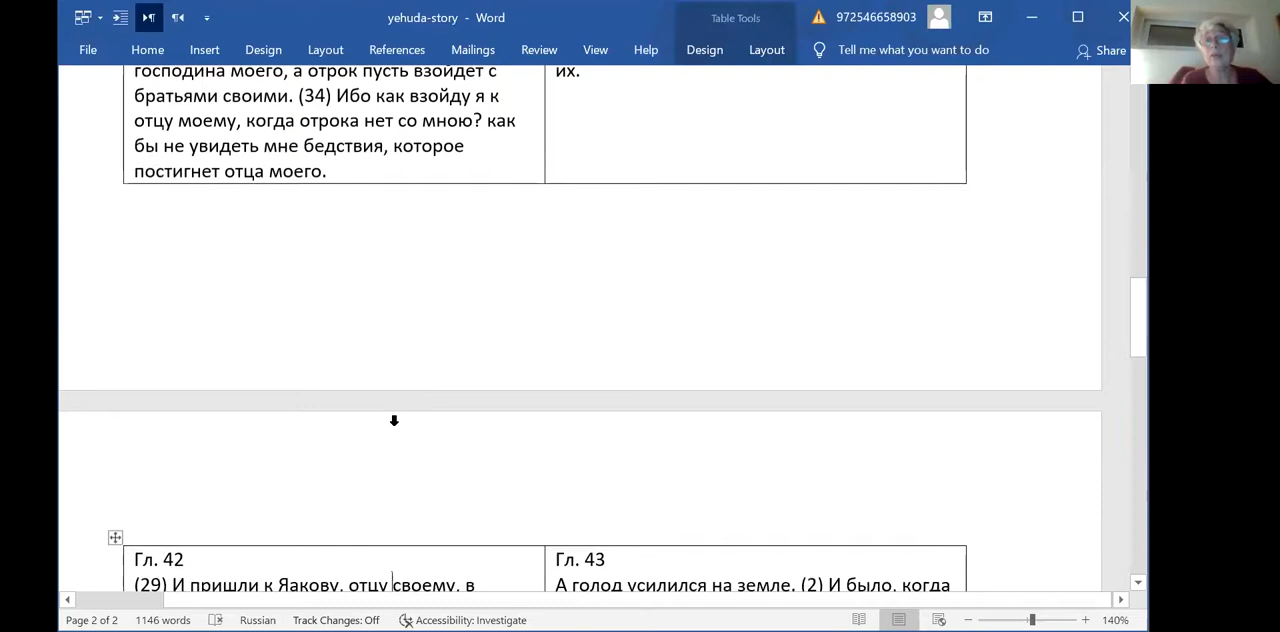 yehuda-story - Word
Table Tools
972546658903
File Home Insert Design Layout References Mailings Review View Help Design Layout Tell me what you want to do Share
господина моего, а отрок пусть взойдет с
братьями своими. (34) Ибо как взойду я к
отцу моему, когда отрока нет со мною? как
бы не увидеть мне бедствия, которое
постигнет отца моего.
их.
Гл. 42
(29) И пришли к Яакову, отцу своему, в
Гл. 43
А голод усилился на земле. (2) И было, когда
Page 2 of 2 1146 words Russian Track Changes: Off Accessibility: Investigate 140%